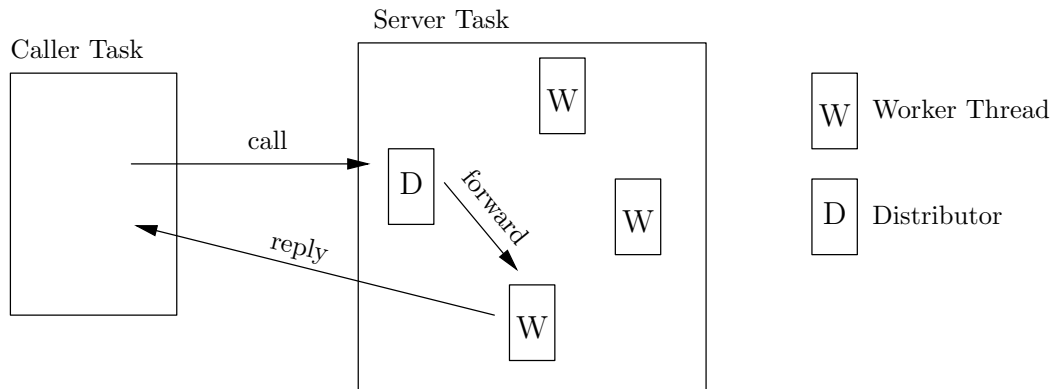 Server Task
Caller Task
W
W
Worker Thread
call
D
forward
W
D
Distributor
reply
W